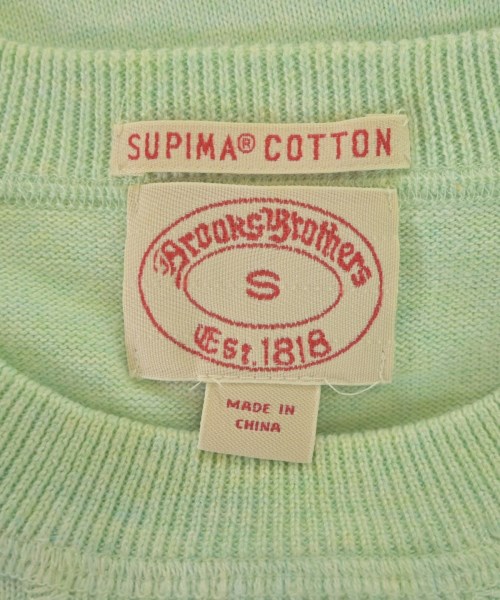 SUPIMA® COTTON
Brooks Brothers
S
Est. 1818
MADE IN
CHINA